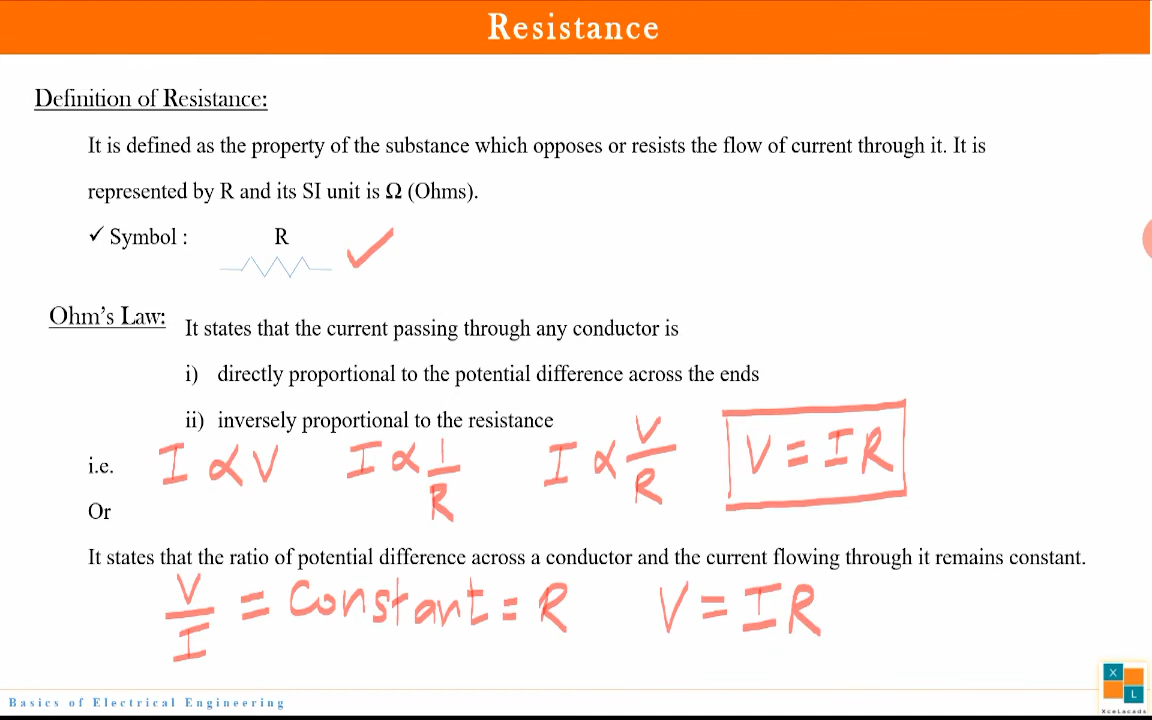 Resistance
Definition of Resistance:
It is defined as the property of the substance which opposes or resists the flow of current through it. It is
represented by R and its SI unit is Ω (Ohms).
✓ Symbol : R
Ohm's Law: It states that the current passing through any conductor is
i) directly proportional to the potential difference across the ends
ii) inversely proportional to the resistance
i.e. I ∝ V I ∝ 1/R I ∝ V/R V = IR
Or
It states that the ratio of potential difference across a conductor and the current flowing through it remains constant.
V/I = Constant = R V = IR
Basics of Electrical Engineering
X
L
XceLacads